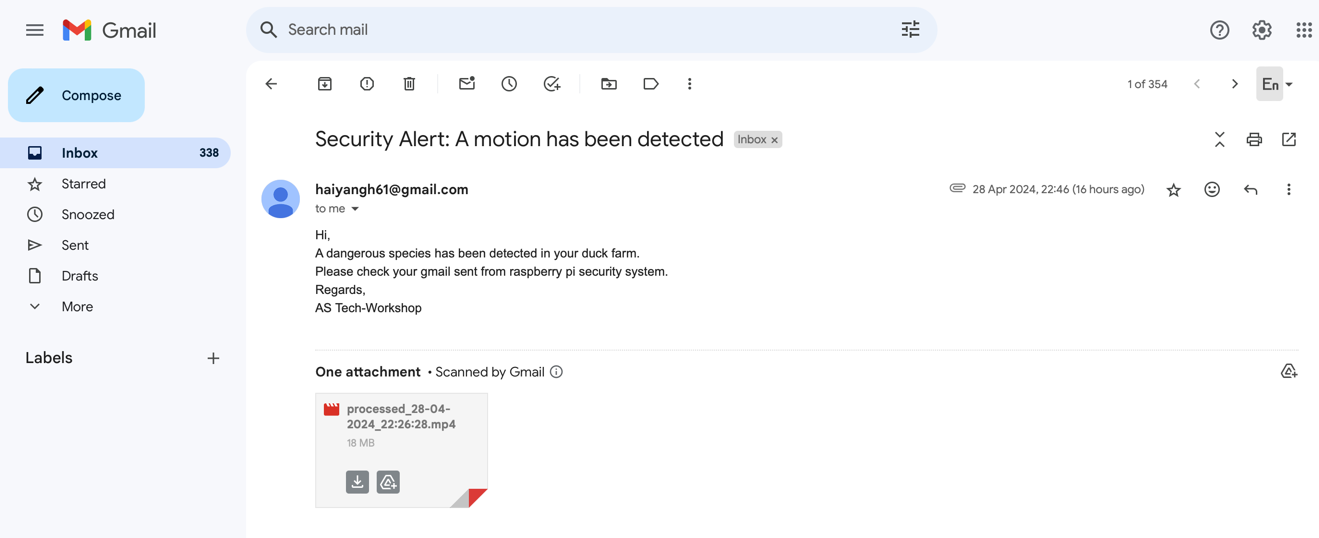 Gmail
Search mail
Compose
1 of 354
En
Inbox 338
Starred
Snoozed
Sent
Drafts
More
Labels
Security Alert: A motion has been detected
Inbox ×
haiyangh61@gmail.com
28 Apr 2024, 22:46 (16 hours ago)
to me
Hi,
A dangerous species has been detected in your duck farm.
Please check your gmail sent from raspberry pi security system.
Regards,
AS Tech-Workshop
One attachment • Scanned by Gmail
processed_28-04-
2024_22:26:28.mp4
18 MB